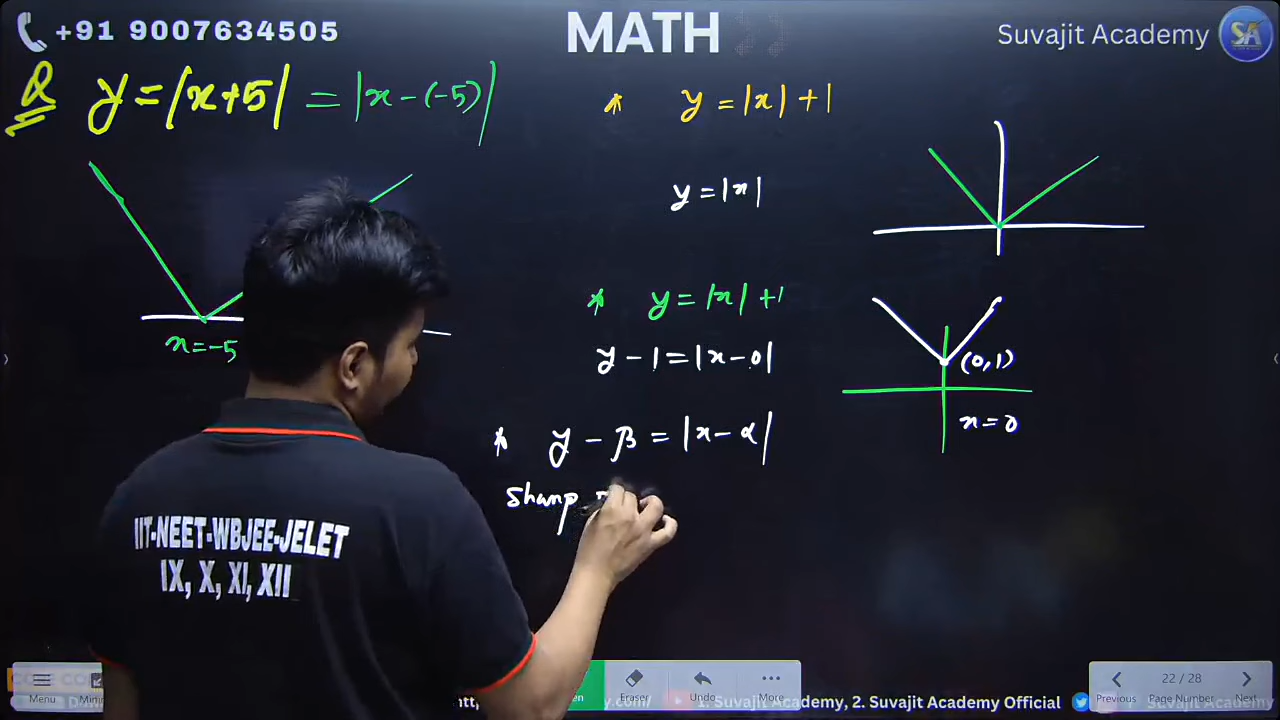 +91 9007634505
MATH
Suvajit Academy
SA
Q y = |x+5| = |x-(-5)|
* y = |x| + 1
y = |x|
x = -5
* y = |x| + 1
y - 1 = |x - 0|
(0,1)
x = 0
* y - β = |x - α|
Sharp
IIT-NEET-WBJEE-JELET
IX, X, XI, XII
Menu
Eraser
Undo
More
Previous
22 / 28
Page Number
Next
1. Suvajit Academy, 2. Suvajit Academy Official